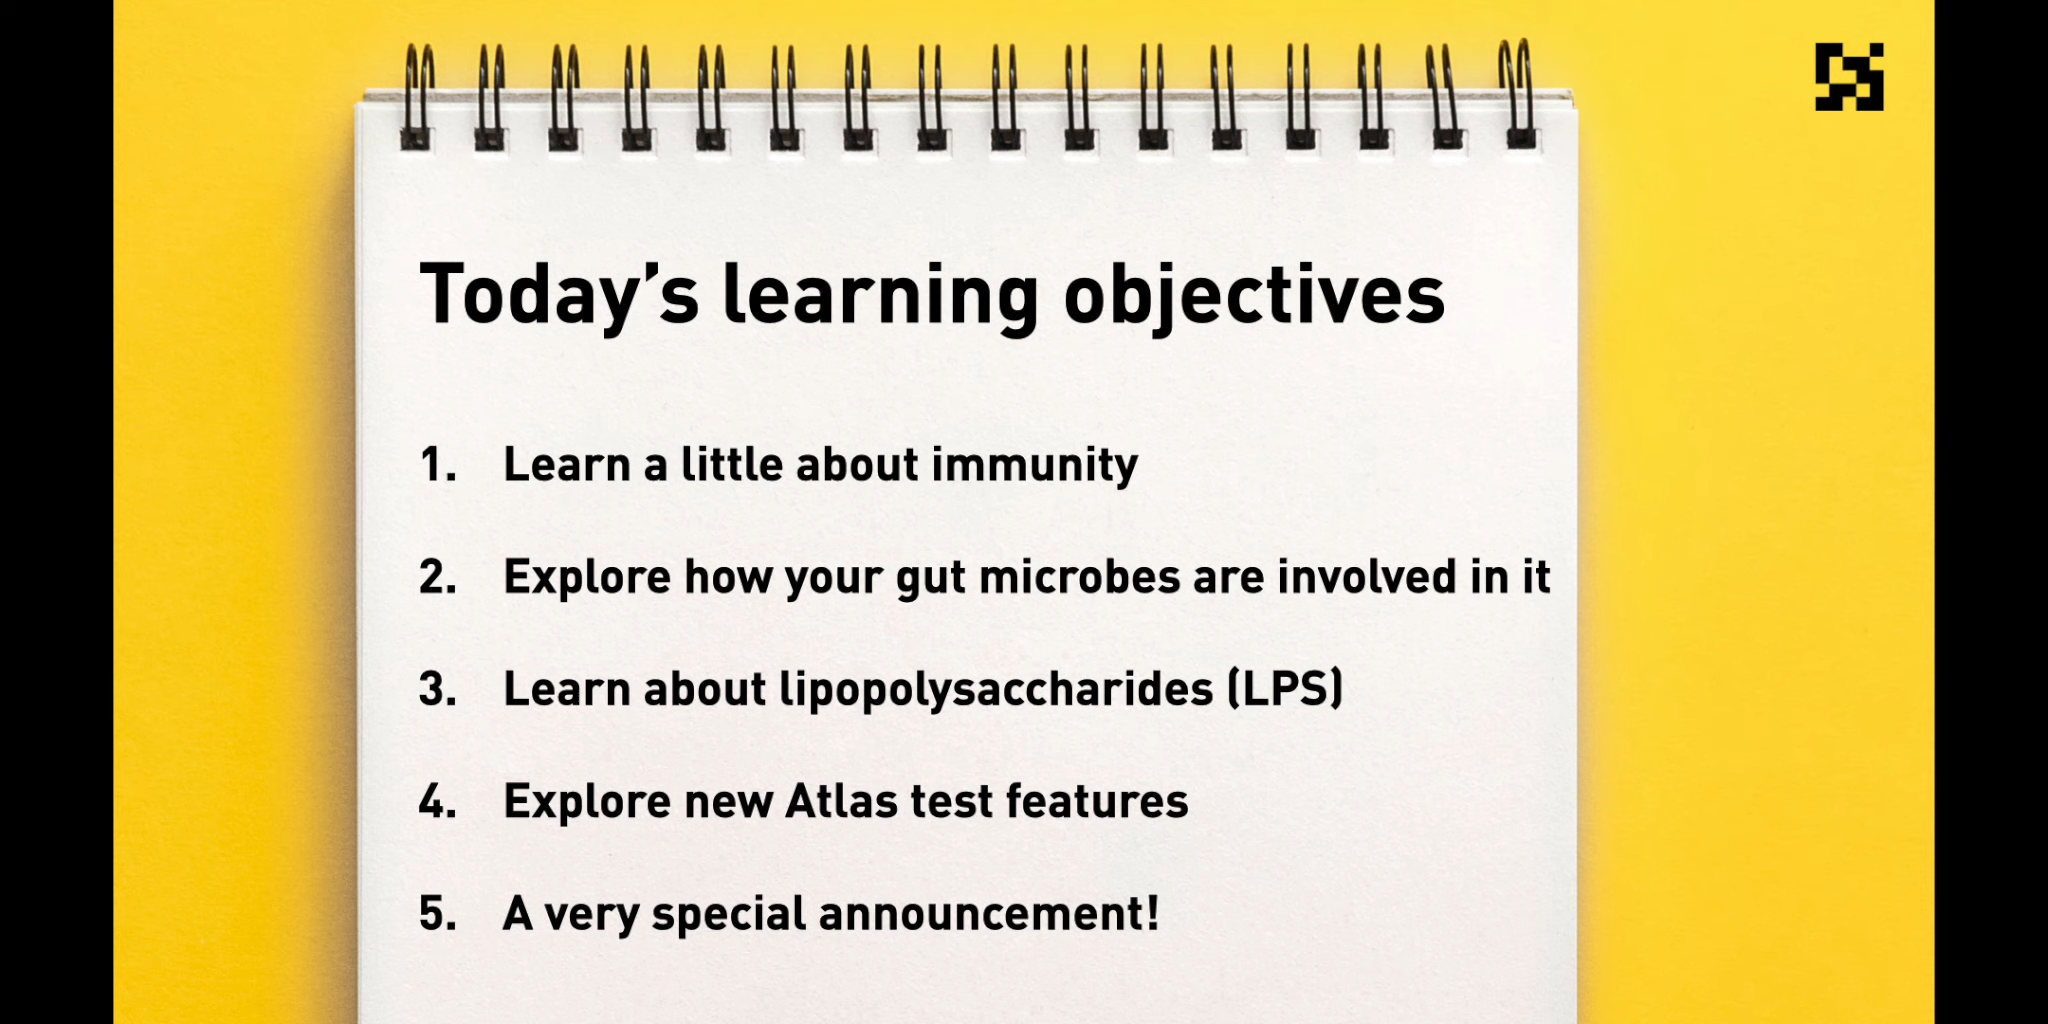 Today’s learning objectives
1. Learn a little about immunity
2. Explore how your gut microbes are involved in it
3. Learn about lipopolysaccharides (LPS)
4. Explore new Atlas test features
5. A very special announcement!